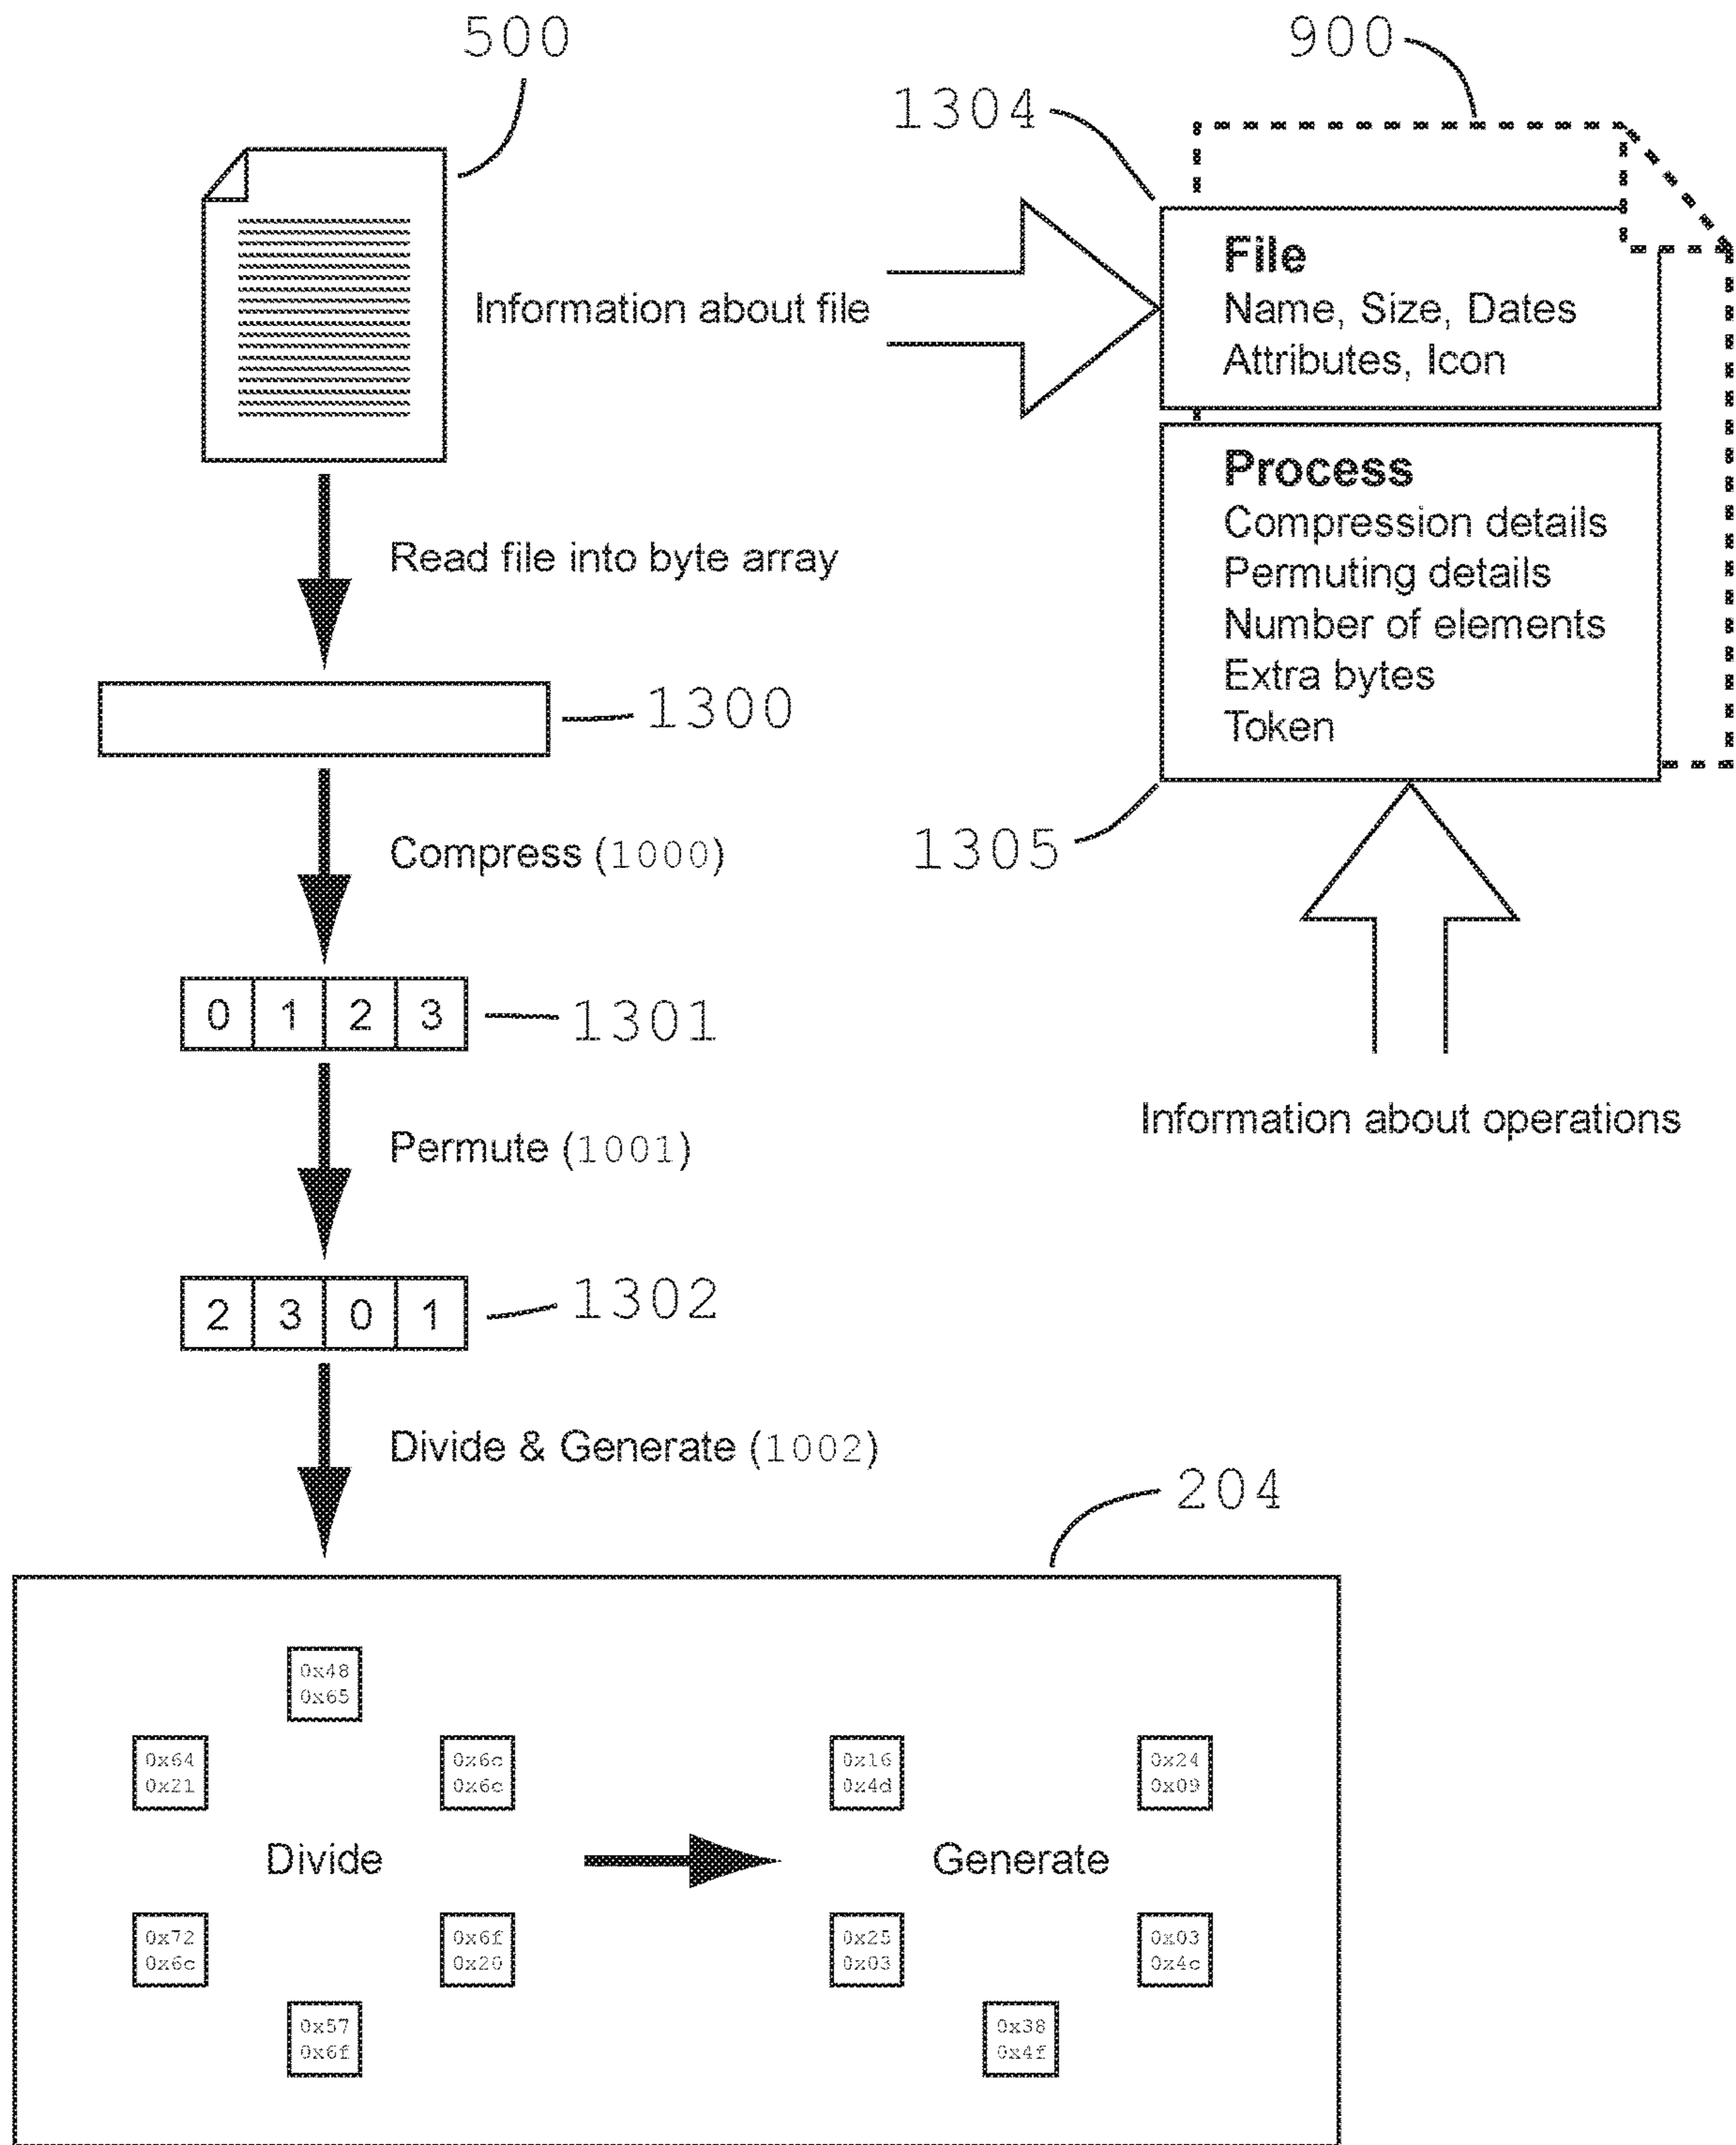 500
900
1304
File
Name, Size, Dates
Attributes, Icon
Information about file
Process
Compression details
Permuting details
Number of elements
Extra bytes
Token
Read file into byte array
1300
1305
Compress (1000)
0 1 2 3
1301
Information about operations
Permute (1001)
2 3 0 1
1302
Divide & Generate (1002)
204
0x48
0x65
0x64
0x21
0x6c
0x6c
0x16
0x4d
0x24
0x09
Divide
Generate
0x72
0x6c
0x6f
0x20
0x25
0x03
0x03
0x4c
0x57
0x6f
0x38
0x4f